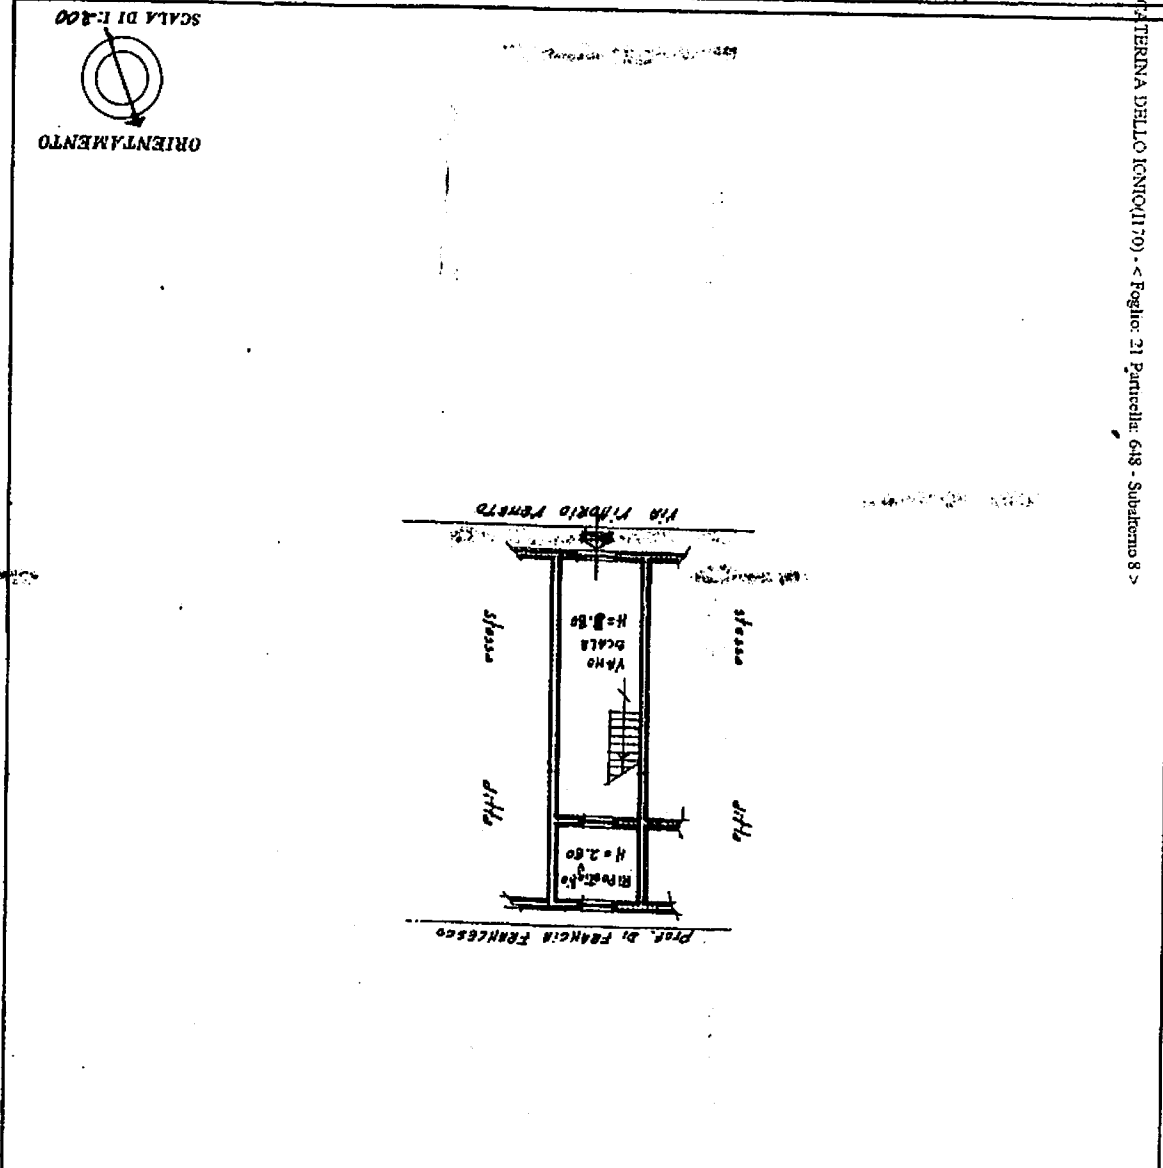 SCALA DI 1:200
ORIENTAMENTO
CATERINA DELLO IONIO(I170) - < Foglio: 21 Particella: 648 - Subalterno 8 >
Via Vittorio Veneto
stessa
ditta
VANO
SCALA
H=3.80
stessa
ditta
RIPOSTIGLIO
H=2.60
Prop. Di FRANCIA FRANCESCO